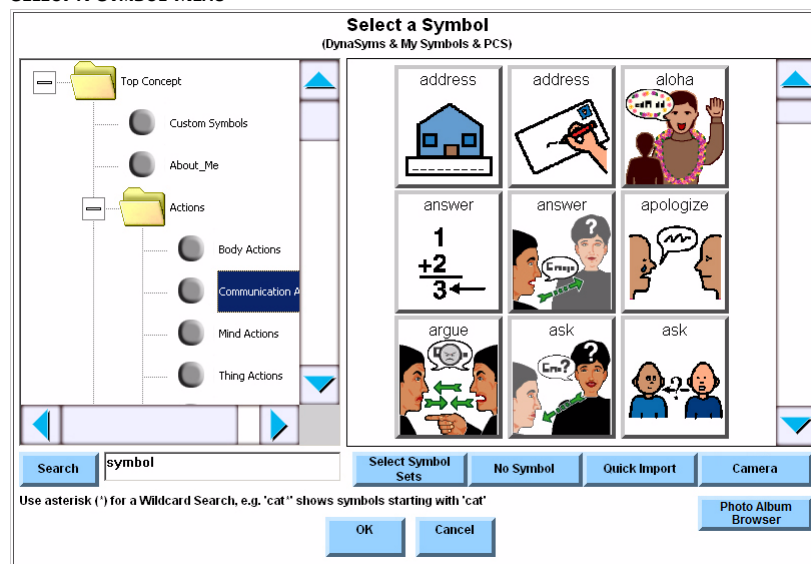 Select a Symbol
(DynaSyms & My Symbols & PCS)
Top Concept
Custom Symbols
About_Me
Actions
Body Actions
Communication A
Mind Actions
Thing Actions
address
address
aloha
answer
1
+2
3
answer
?
apologize
argue
ask
?
ask
?
Search
symbol
Select Symbol
Sets
No Symbol
Quick Import
Camera
Use asterisk (*) for a Wildcard Search, e.g. 'cat*' shows symbols starting with 'cat'
Photo Album
Browser
OK
Cancel